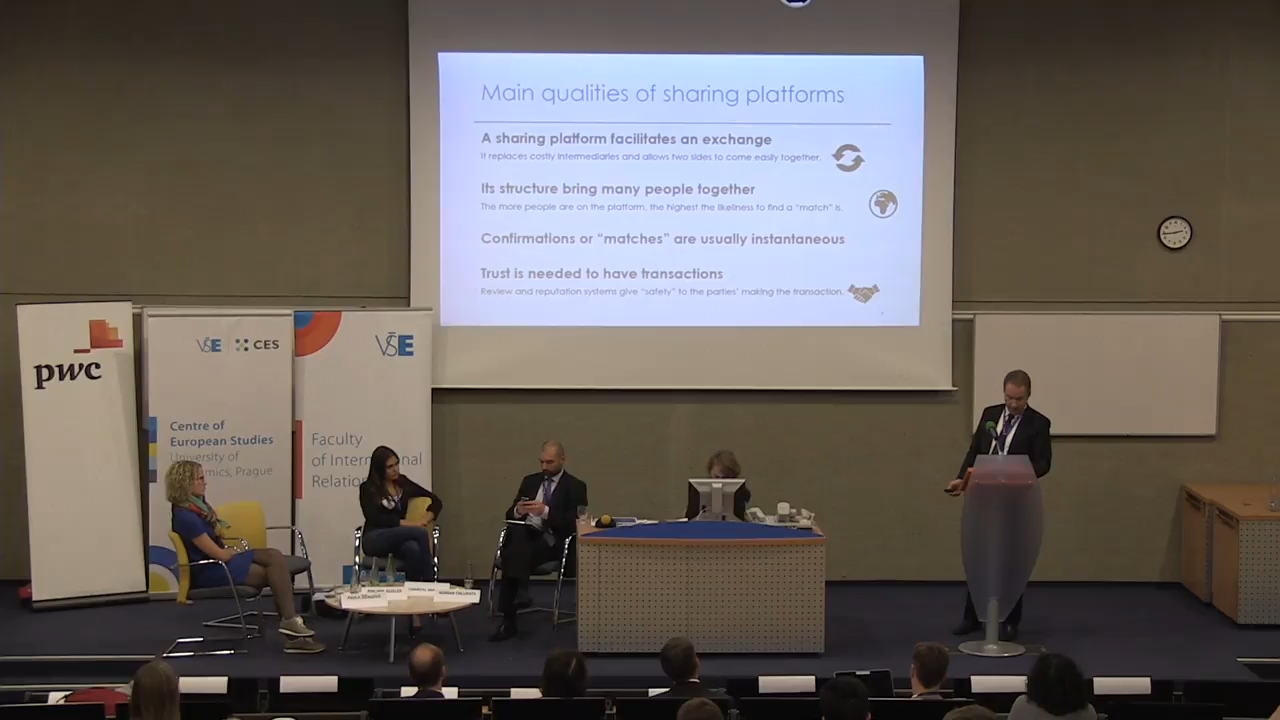 Main qualities of sharing platforms
A sharing platform facilitates an exchange
It replaces costly intermediaries and allows two sides to come easily together.
Its structure bring many people together
The more people are on the platform, the highest the likeliness to find a "match" is.
Confirmations or "matches" are usually instantaneous
Trust is needed to have transactions
Review and reputation systems give "safety" to the parties' making the transaction.
pwc
VŠE
CES
Centre of
European Studies
University of
Prague
VŠE
Faculty
of
Relatio